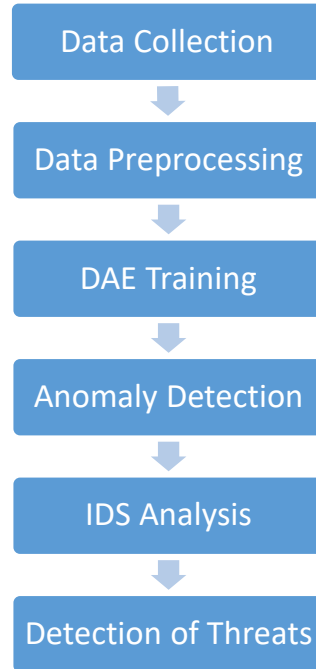 Data Collection
Data Preprocessing
DAE Training
Anomaly Detection
IDS Analysis
Detection of Threats